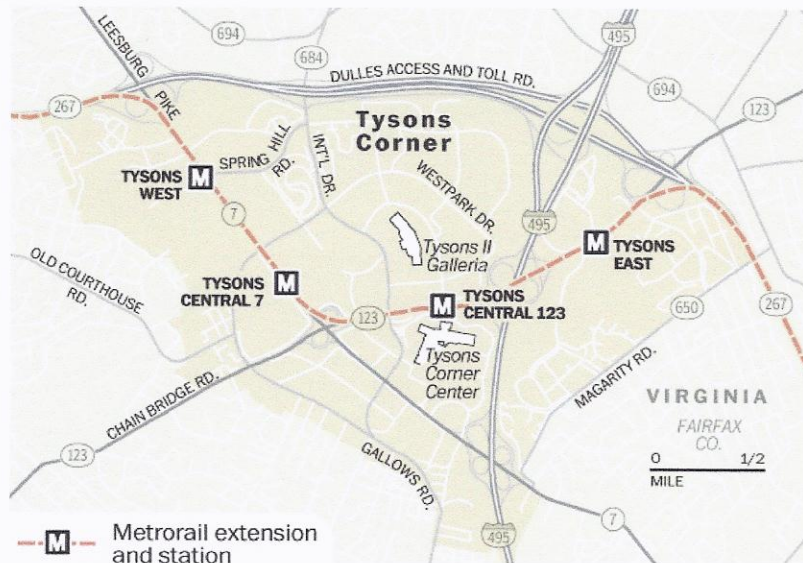 694
684
495
LEESBURG
PIKE
DULLES ACCESS AND TOLL RD.
694
123
267
Tysons
Corner
SPRING HILL
RD.
INT'L DR.
WESTPARK DR.
TYSONS
WEST
7
495
Tysons II
Galleria
TYSONS
EAST
OLD COURTHOUSE
RD.
TYSONS
CENTRAL 7
TYSONS
CENTRAL 123
123
650
267
Tysons
Corner
Center
MAGARITY RD.
CHAIN BRIDGE RD.
VIRGINIA
FAIRFAX
CO.
0 1/2
MILE
123
GALLOWS RD.
7
495
M Metrorail extension
and station
M
M
M
M